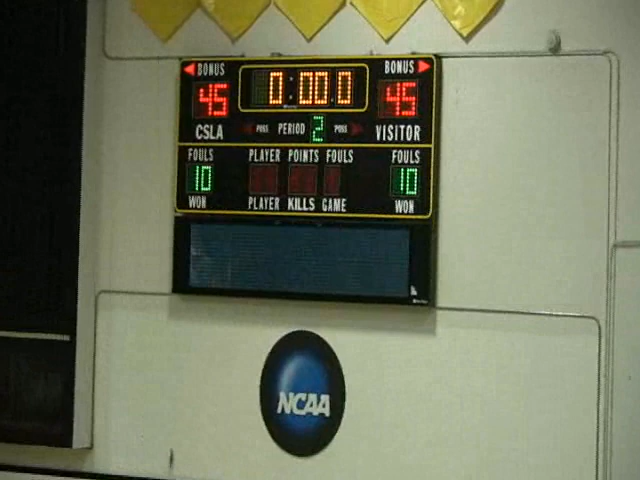 BONUS 0:00.0 BONUS
45 45
CSLA POSS PERIOD 2 POSS VISITOR
FOULS PLAYER POINTS FOULS FOULS
10 10
WON PLAYER KILLS GAME WON
NCAA